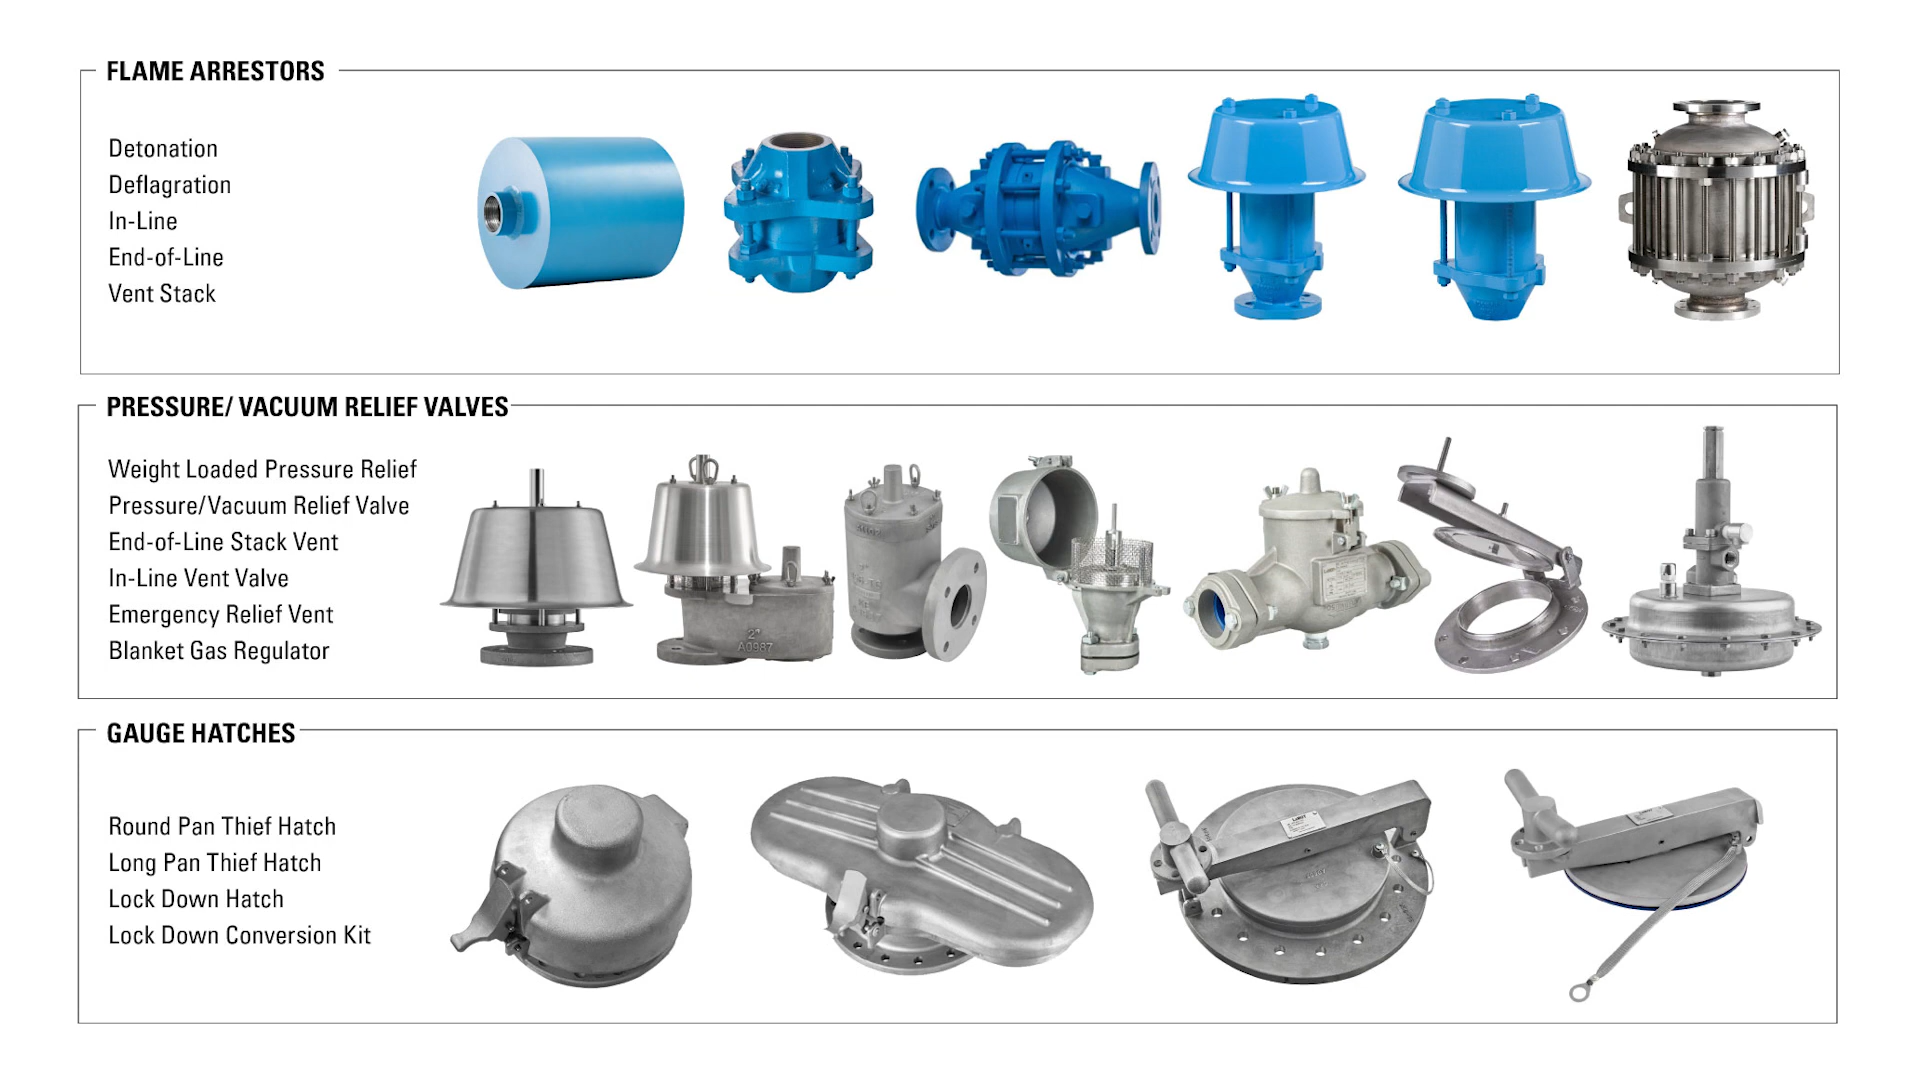 FLAME ARRESTORS
Detonation
Deflagration
In-Line
End-of-Line
Vent Stack
PRESSURE/ VACUUM RELIEF VALVES
Weight Loaded Pressure Relief
Pressure/Vacuum Relief Valve
End-of-Line Stack Vent
In-Line Vent Valve
Emergency Relief Vent
Blanket Gas Regulator
2"
A0987
GAUGE HATCHES
Round Pan Thief Hatch
Long Pan Thief Hatch
Lock Down Hatch
Lock Down Conversion Kit